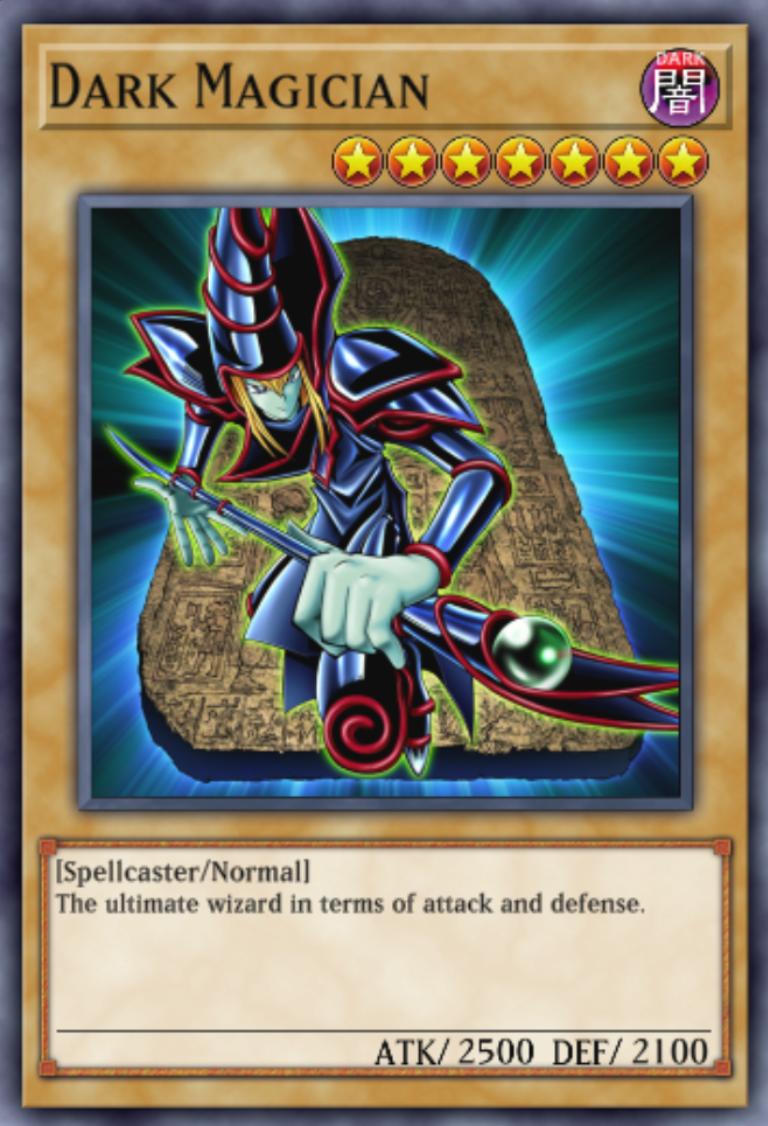 DARK MAGICIAN
DARK
闇
[Spellcaster/Normal]
The ultimate wizard in terms of attack and defense.
ATK/ 2500 DEF/ 2100